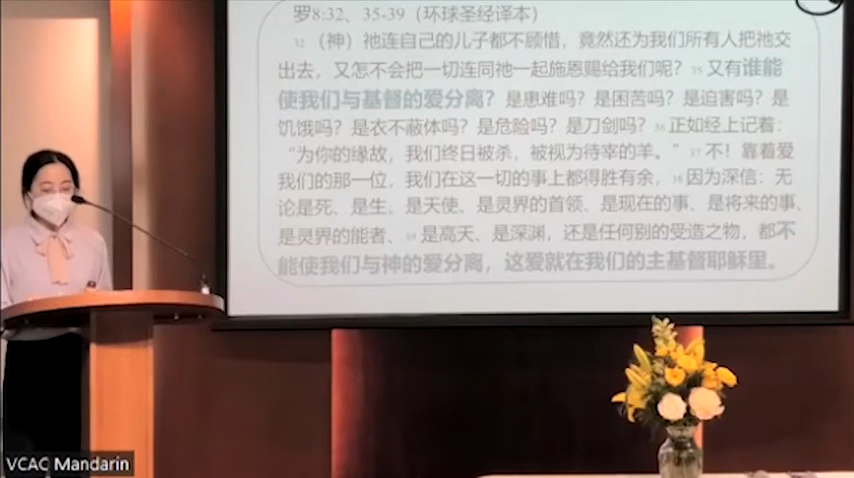 罗8:32、35-39（环球圣经译本）
32 （神）祂连自己的儿子都不顾惜，竟然还为我们所有人把祂交
出去，又怎不会把一切连同祂一起施恩赐给我们呢？ 35 又有谁能
使我们与基督的爱分离？是患难吗？是困苦吗？是迫害吗？是
饥饿吗？是衣不蔽体吗？是危险吗？是刀剑吗？ 36 正如经上记着：
“为你的缘故，我们终日被杀，被视为待宰的羊。” 37 不！靠着爱
我们的那一位，我们在这一切的事上都得胜有余， 38 因为深信：无
论是死、是生、是天使、是灵界的首领、是现在的事、是将来的事、
是灵界的能者、 39 是高天、是深渊，还是任何别的受造之物，都不
能使我们与神的爱分离，这爱就在我们的主基督耶稣里。
VCAC Mandarin